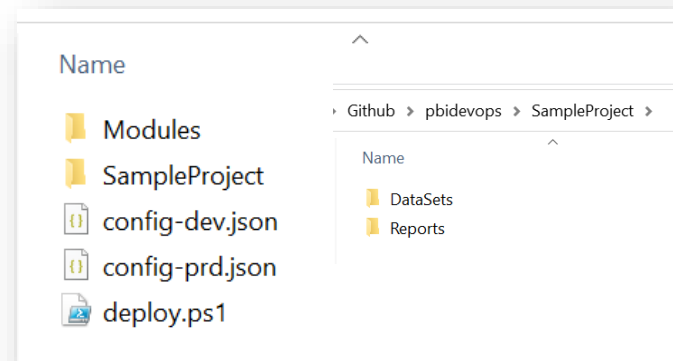 Name
Modules
SampleProject
config-dev.json
config-prd.json
deploy.ps1
Github > pbidevops > SampleProject >
Name
DataSets
Reports